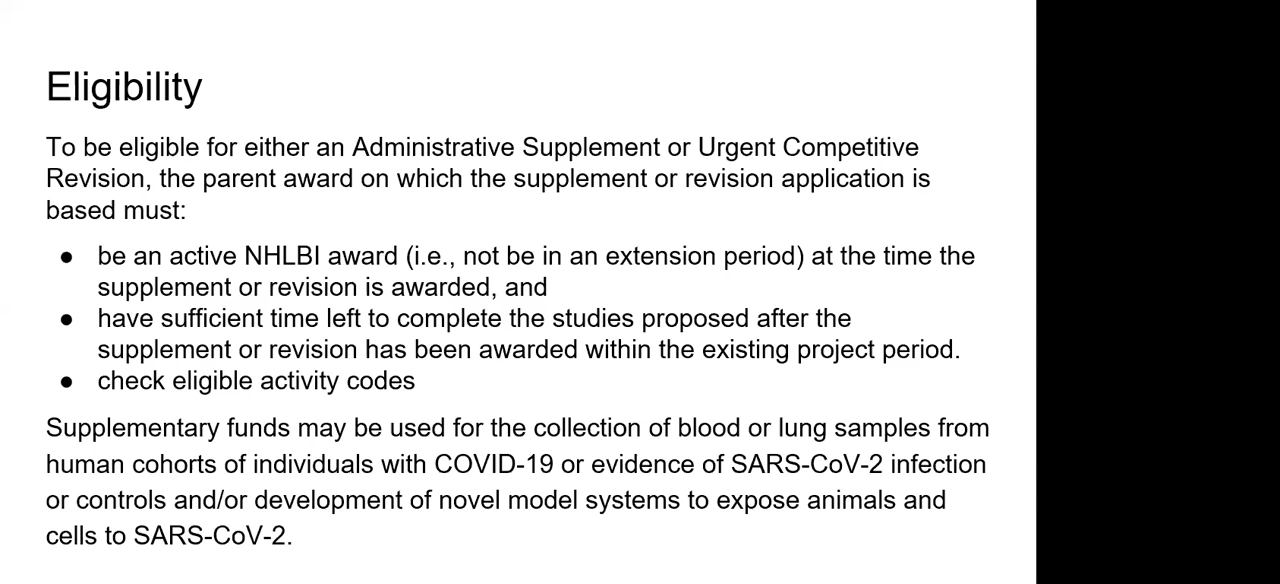 Eligibility
To be eligible for either an Administrative Supplement or Urgent Competitive
Revision, the parent award on which the supplement or revision application is
based must:
● be an active NHLBI award (i.e., not be in an extension period) at the time the
supplement or revision is awarded, and
● have sufficient time left to complete the studies proposed after the
supplement or revision has been awarded within the existing project period.
● check eligible activity codes
Supplementary funds may be used for the collection of blood or lung samples from
human cohorts of individuals with COVID-19 or evidence of SARS-CoV-2 infection
or controls and/or development of novel model systems to expose animals and
cells to SARS-CoV-2.